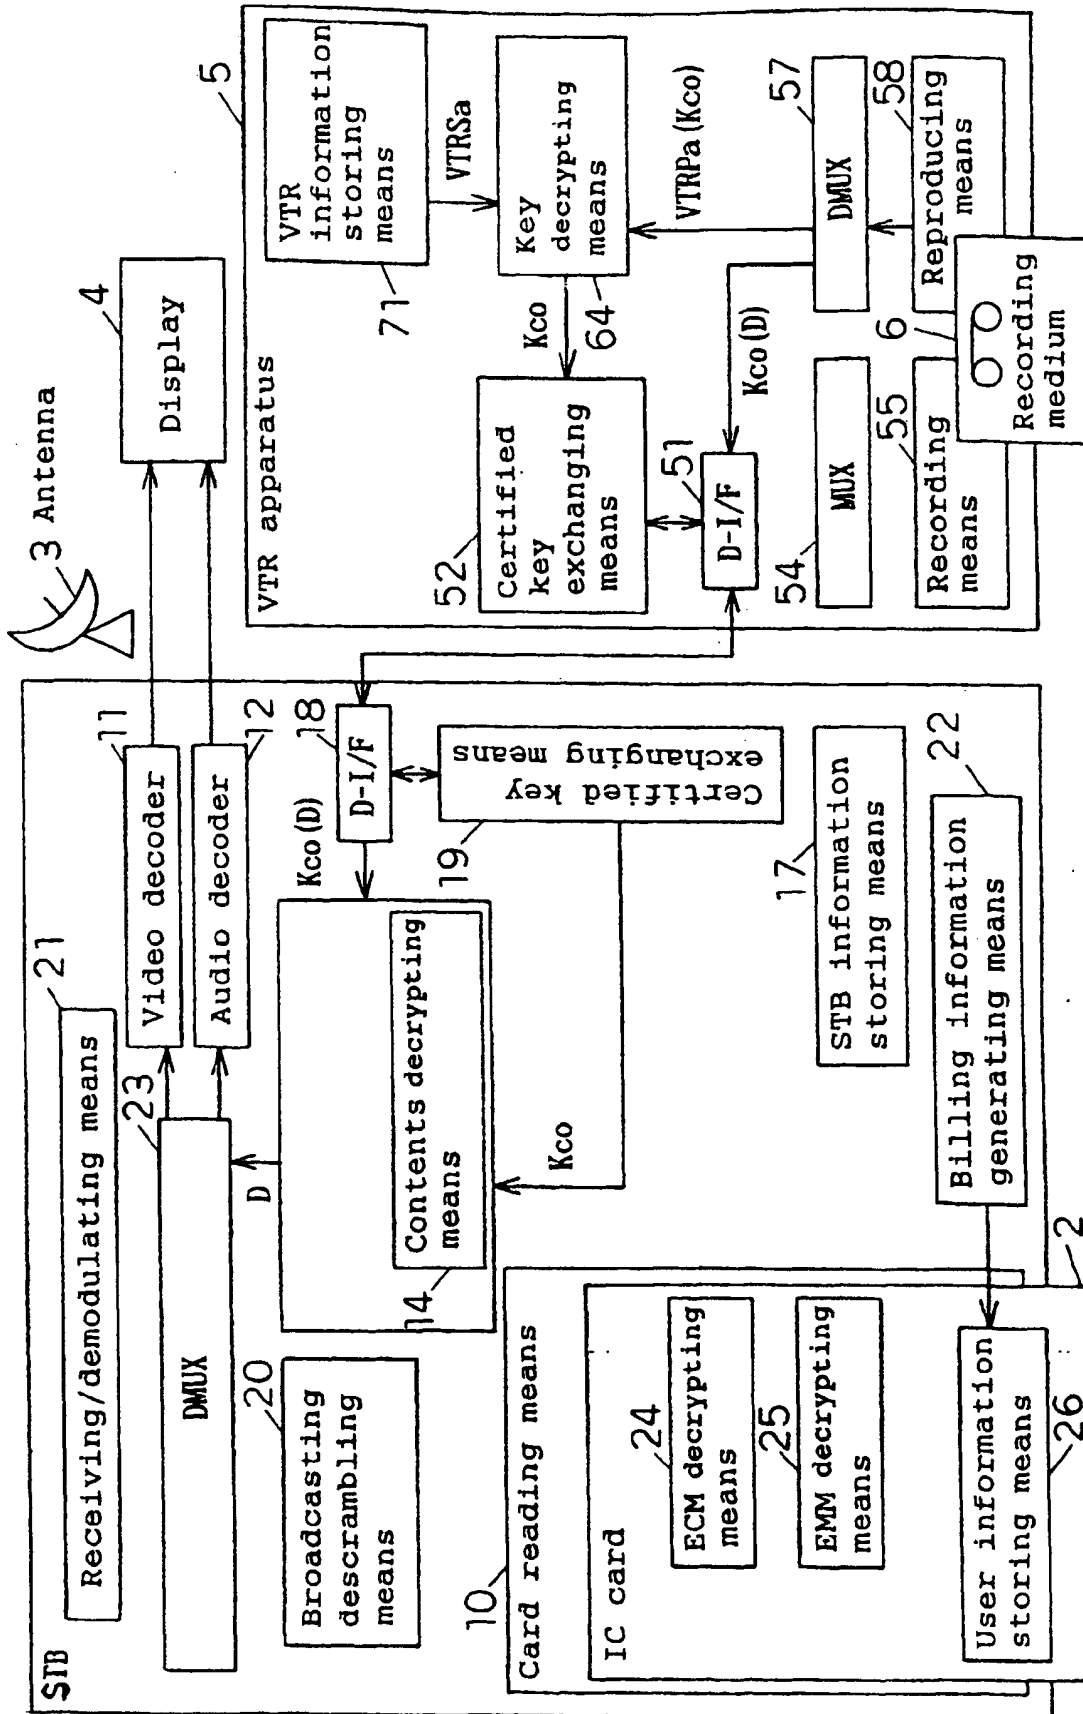 STB
Receiving/demodulating means
21
DMUX
23
Video decoder
11
Audio decoder
12
3 Antenna
Display
4
Broadcasting
descrambling
means
20
D
Contents decrypting
means
14
Kco(D)
D-I/F
18
Certified key
exchanging means
19
Kco
STB information
storing means
17
Billing information
generating means
22
Card reading means
10
IC card
2
ECM decrypting
means
24
EMM decrypting
means
25
User information
storing means
26
VTR apparatus
5
VTR
information
storing
means
71
VTRSa
Key
decrypting
means
64
Kco
Certified
key
exchanging
means
52
D-I/F
51
Kco(D)
VTRPa(Kco)
MUX
54
DMUX
57
Recording
means
55
Reproducing
means
58
6
Recording
medium